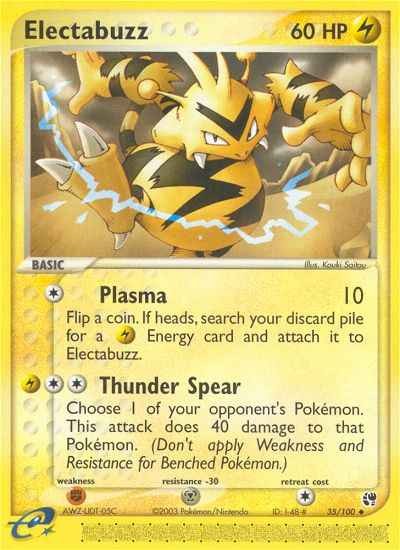 Electabuzz 60 HP
Illus. Kouki Saitou
BASIC
Plasma 10
Flip a coin. If heads, search your discard pile
for a Energy card and attach it to
Electabuzz.
Thunder Spear
Choose 1 of your opponent's Pokémon.
This attack does 40 damage to that
Pokémon. (Don't apply Weakness and
Resistance for Benched Pokémon.)
weakness resistance -30 retreat cost
AWZ-UDT-05C ©2003 Pokémon/Nintendo ID: I-48-# 35/100
e